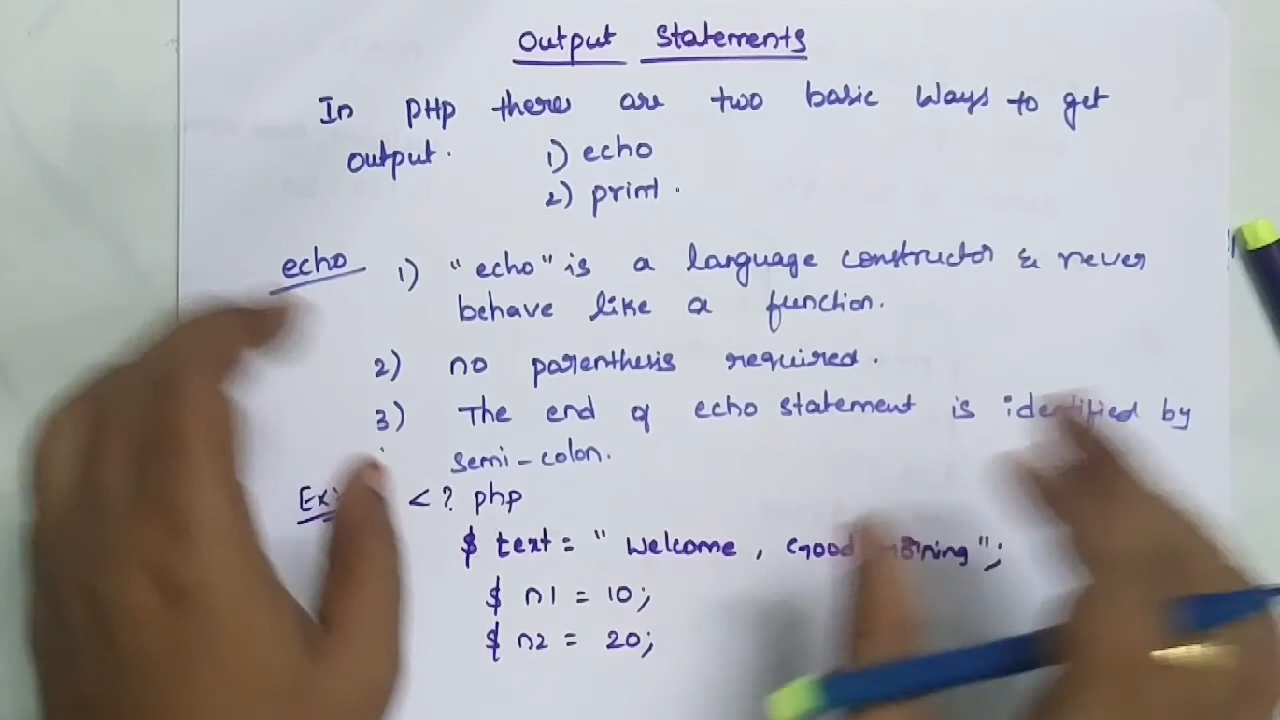 Output Statements
In PHP there are two basic ways to get
output. 1) echo
2) print.
echo 1) "echo" is a language constructor & never
behave like a function.
2) no parenthesis required.
3) The end of echo statement is identified by
semi-colon.
Ex: <? php
$ text = " Welcome, Good morning";
$ n1 = 10;
$ n2 = 20;